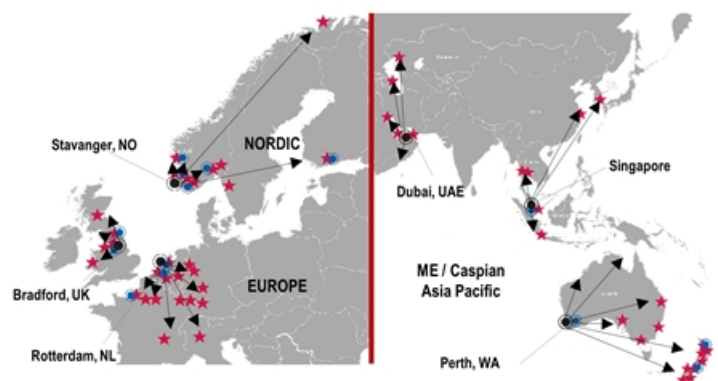 Stavanger, NO
NORDIC
Bradford, UK
EUROPE
Rotterdam, NL
Dubai, UAE
Singapore
ME / Caspian
Asia Pacific
Perth, WA